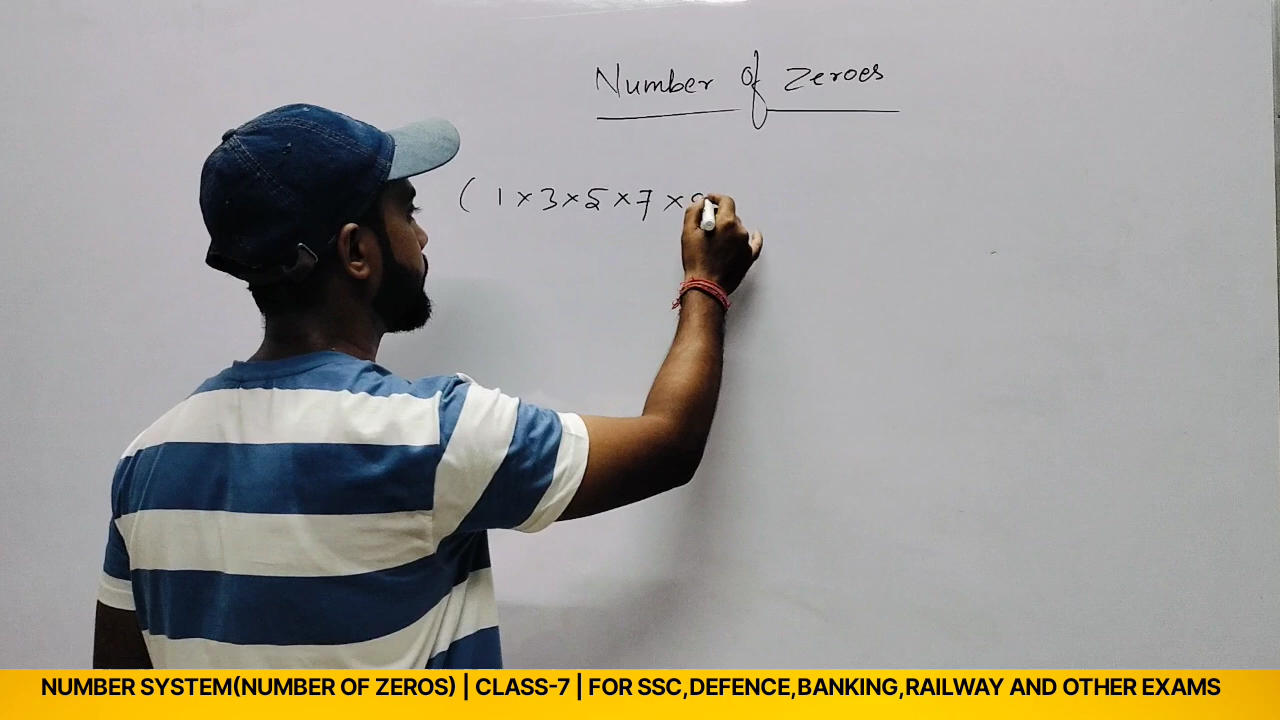 Number of Zeroes
( 1 × 3 × 5 × 7 ×
NUMBER SYSTEM(NUMBER OF ZEROS) | CLASS-7 | FOR SSC,DEFENCE,BANKING,RAILWAY AND OTHER EXAMS